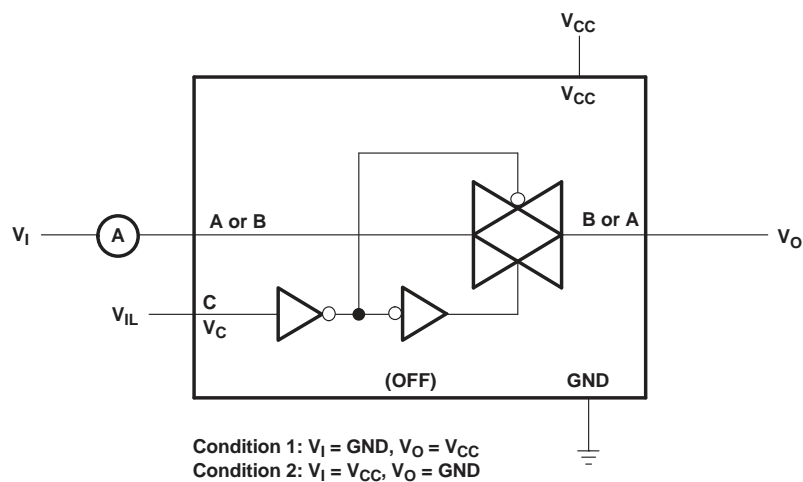 VCC
VCC
VI
A
A or B
B or A
VO
VIL
C
VC
(OFF)
GND
Condition 1: VI = GND, VO = VCC
Condition 2: VI = VCC, VO = GND